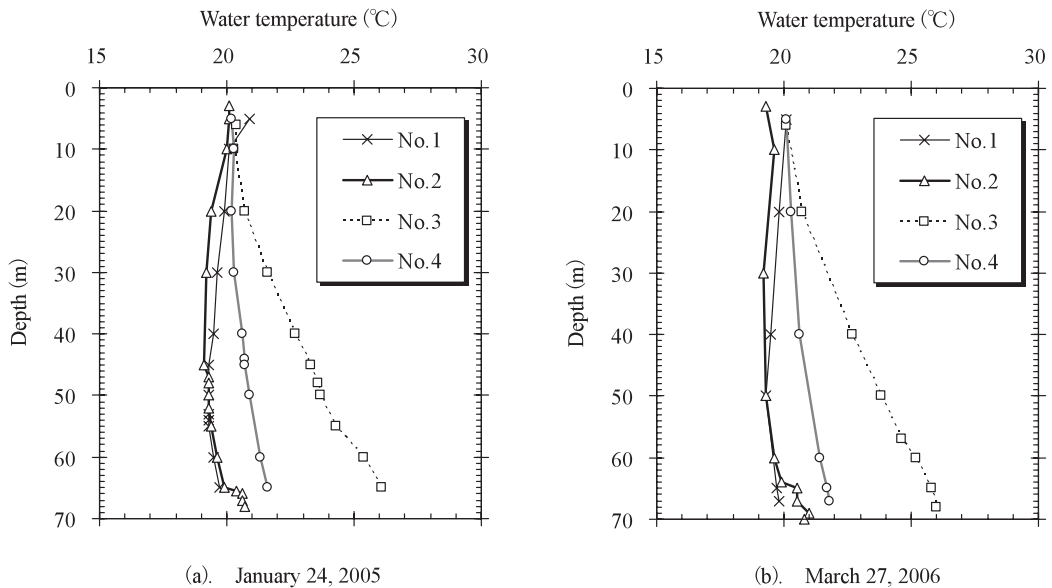 Water temperature (℃)
15 20 25 30
0
10
20
30
40
50
60
70
Depth (m)
No.1
No.2
No.3
No.4
(a). January 24, 2005
Water temperature (℃)
15 20 25 30
0
10
20
30
40
50
60
70
Depth (m)
No.1
No.2
No.3
No.4
(b). March 27, 2006